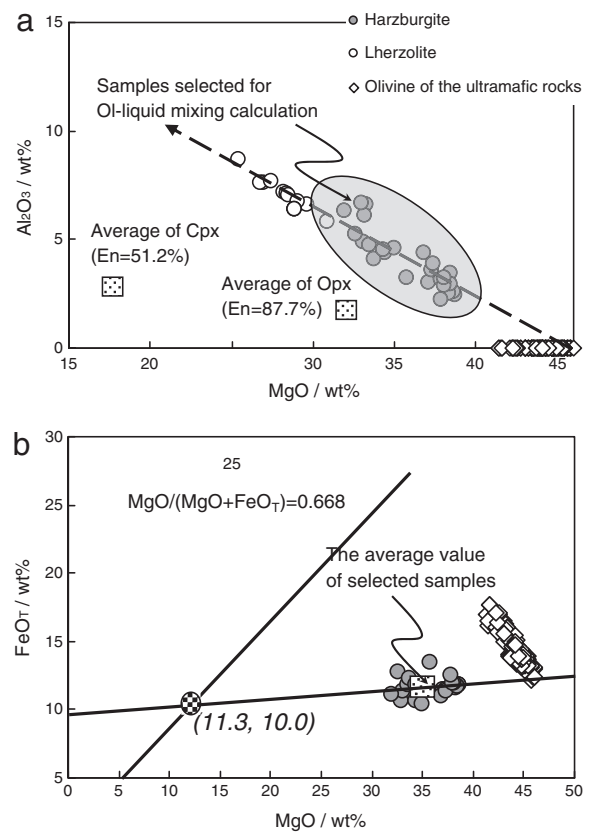 a
15
Harzburgite
Lherzolite
Olivine of the ultramafic rocks
Samples selected for
Ol-liquid mixing calculation
10
Al2O3 / wt%
Average of Cpx
(En=51.2%)
5
Average of Opx
(En=87.7%)
0
15
20
30
35
40
45
MgO / wt%
b
30
25
MgO/(MgO+FeOT)=0.668
25
20
The average value
of selected samples
FeOT / wt%
15
10
(11.3, 10.0)
5
0
5
10
15
20
25
30
35
40
45
50
MgO / wt%